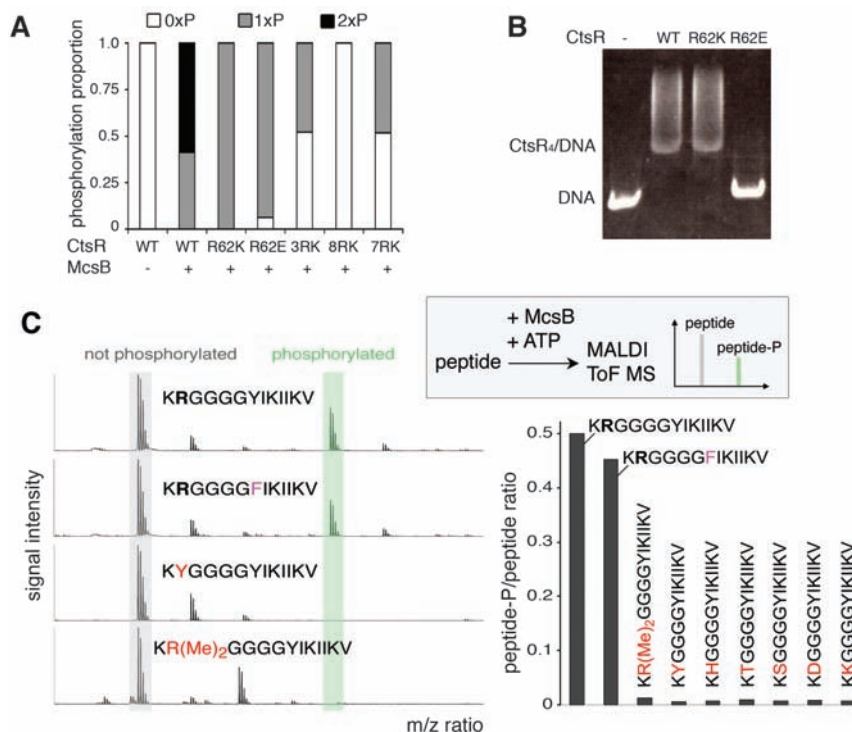 A
0xP 1xP 2xP
phosphorylation proportion
1.0
0.75
0.5
0.25
0
CtsR WT WT R62K R62E 3RK 8RK 7RK
McsB - + + + + + +
B
CtsR - WT R62K R62E
CtsR4/DNA
DNA
C
not phosphorylated phosphorylated
KRGGGGYIKIIKV
KRGGGGFIKIIKV
KYGGGGYIKIIKV
KR(Me)2GGGGYIKIIKV
signal intensity
m/z ratio
peptide
+ McsB
+ ATP
MALDI
ToF MS
peptide
peptide-P
peptide-P/peptide ratio
0.5
0.4
0.3
0.2
0.1
0
KRGGGGYIKIIKV
KRGGGGFIKIIKV
KR(Me)2GGGGYIKIIKV
KYGGGGYIKIIKV
KHGGGGYIKIIKV
KTGGGGYIKIIKV
KSGGGGYIKIIKV
KDGGGGYIKIIKV
KKGGGGYIKIIKV